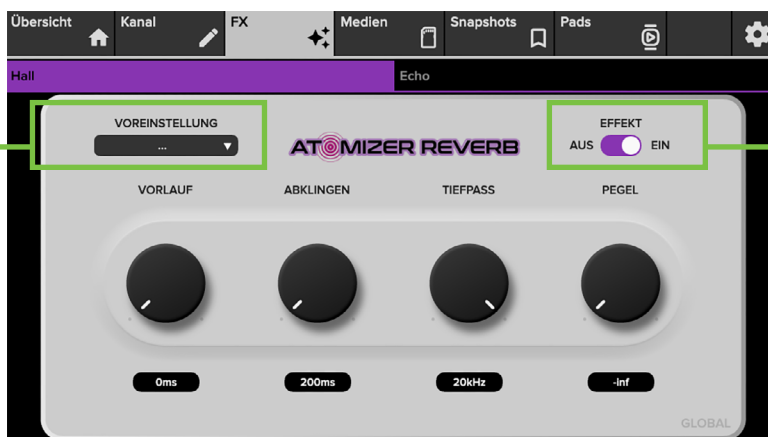 Übersicht Kanal FX Medien Snapshots Pads
Hall Echo
VOREINSTELLUNG
...
ATOMIZER REVERB
EFFEKT
AUS EIN
VORLAUF ABKLINGEN TIEFPASS PEGEL
0ms 200ms 20kHz -inf
GLOBAL